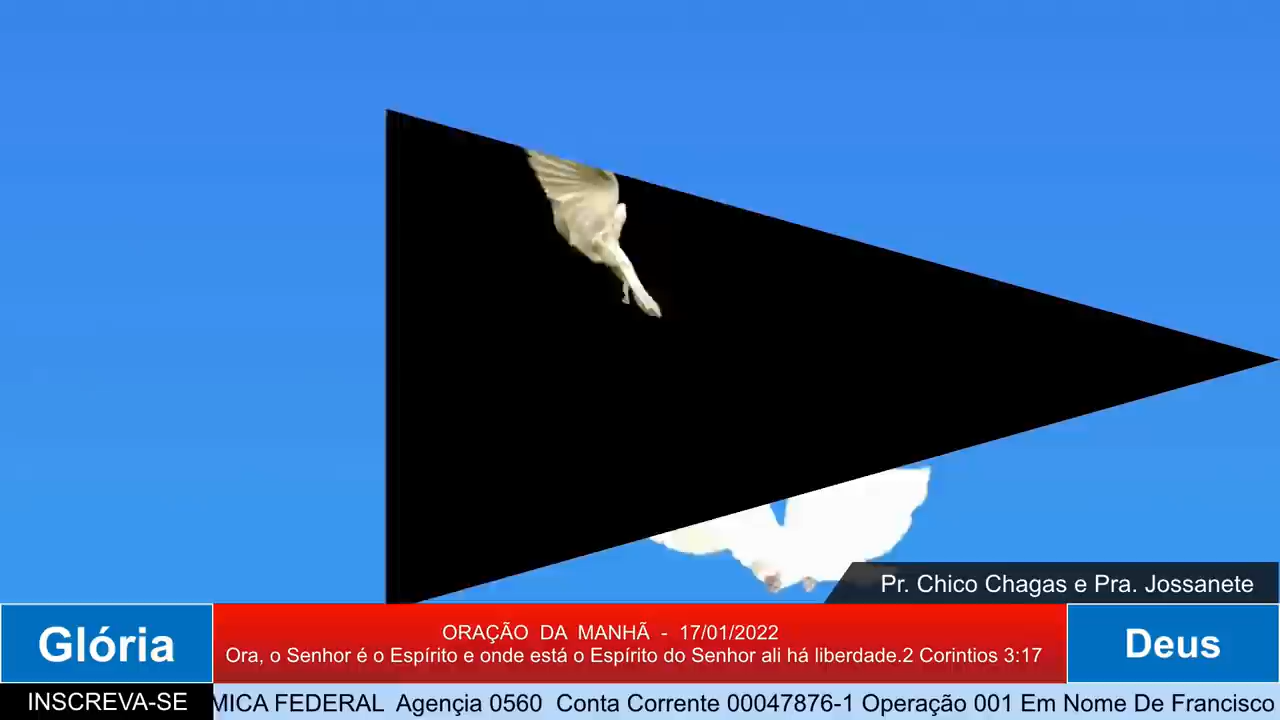 Pr. Chico Chagas e Pra. Jossanete
Glória
ORAÇÃO DA MANHÃ - 17/01/2022
Ora, o Senhor é o Espírito e onde está o Espírito do Senhor ali há liberdade.2 Corintios 3:17
Deus
INSCREVA-SE
MICA FEDERAL Agençia 0560 Conta Corrente 00047876-1 Operação 001 Em Nome De Francisco